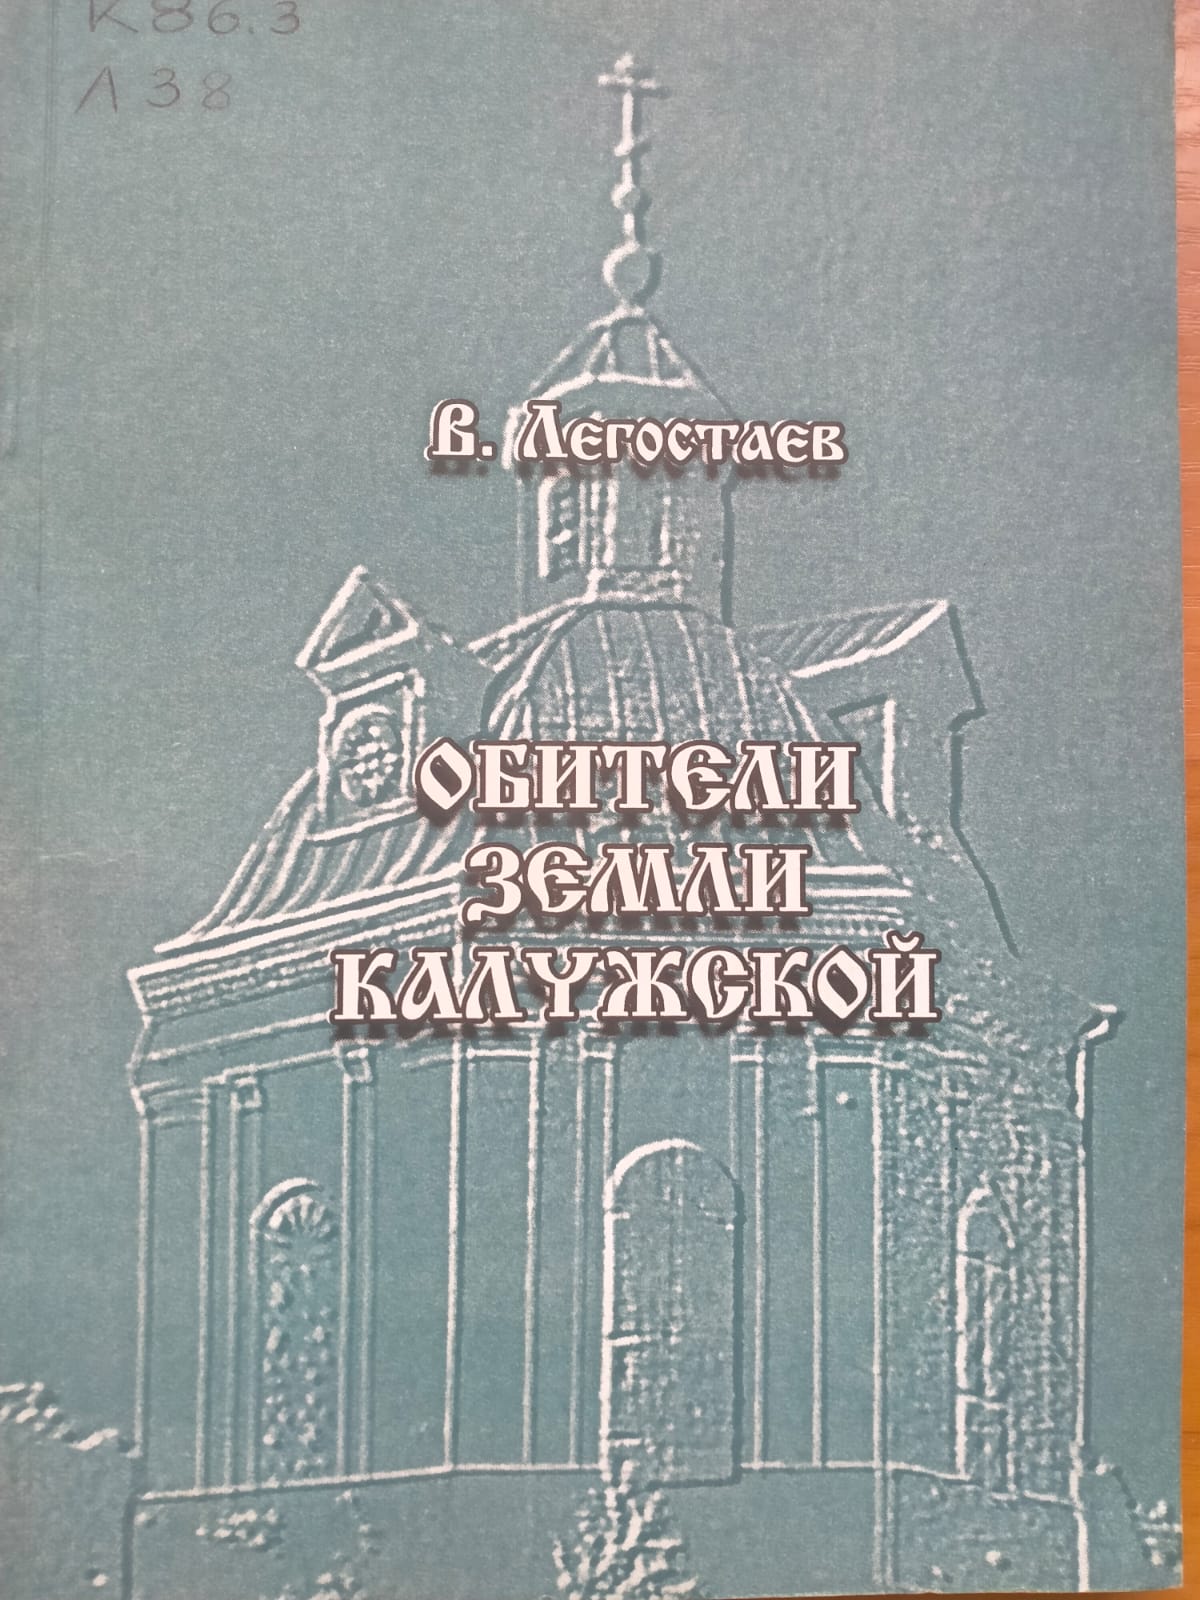 К86.3
Л38
В. Легостаев
ОБИТЕЛИ
ЗЕМЛИ
КАЛУЖСКОЙ